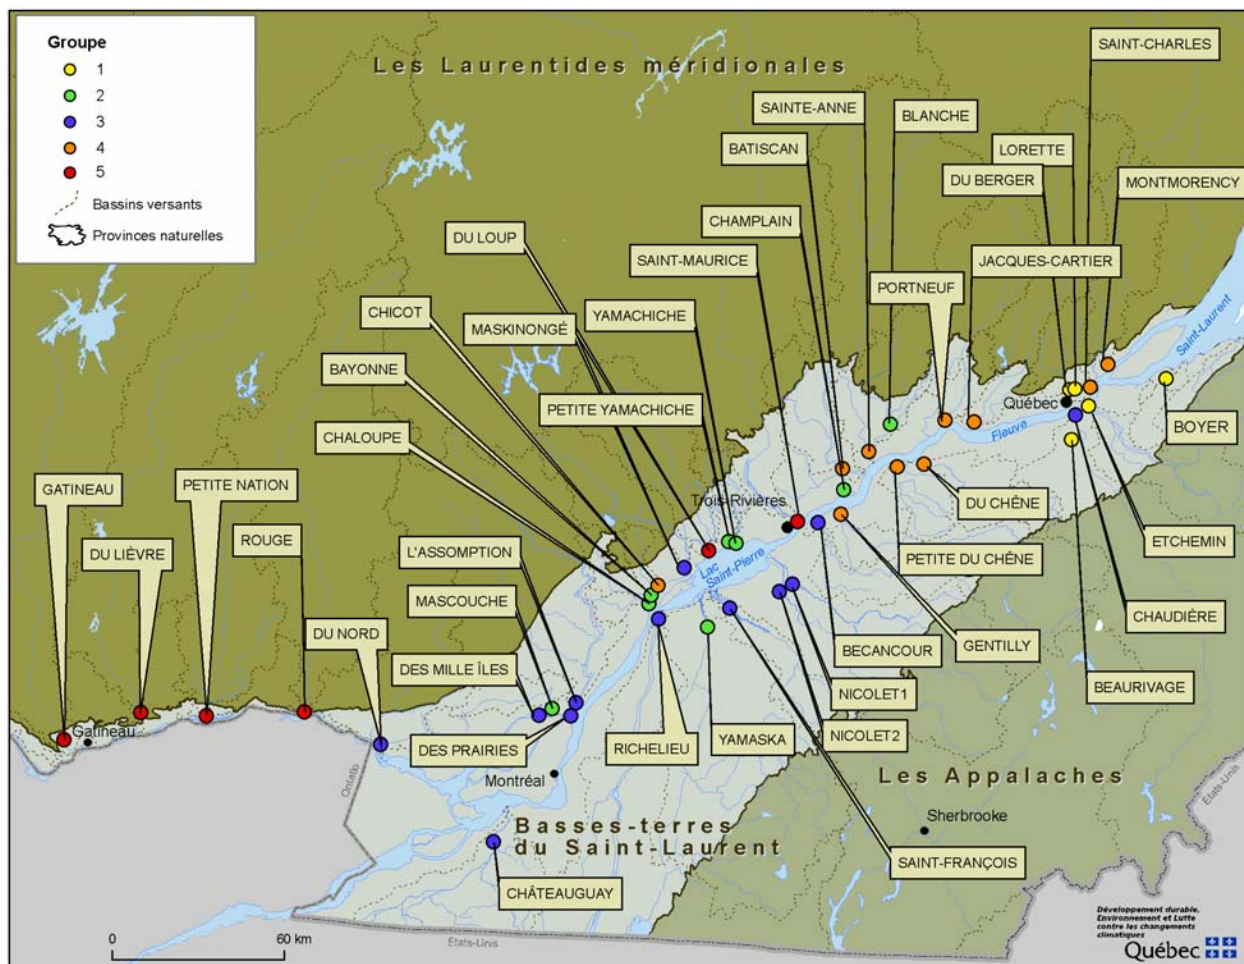 Groupe
1
2
3
4
5
Bassins versants
Provinces naturelles
Les Laurentides méridionales
SAINT-CHARLES
SAINTE-ANNE
BLANCHE
BATISCAN
LORETTE
DU BERGER
MONTMORENCY
CHAMPLAIN
DU LOUP
SAINT-MAURICE
JACQUES-CARTIER
PORTNEUF
CHICOT
MASKINONGÉ
YAMACHICHE
Saint-Laurent
BAYONNE
PETITE YAMACHICHE
Québec
Fleuve
BOYER
CHALOUPE
GATINEAU
PETITE NATION
Trois-Rivières
DU CHÊNE
DU LIÈVRE
ROUGE
L'ASSOMPTION
ETCHEMIN
PETITE DU CHÊNE
Lac
Saint-Pierre
MASCOUCHE
CHAUDIÈRE
DU NORD
GENTILLY
BECANCOUR
DES MILLE ÎLES
BEAURIVAGE
NICOLET1
Gatineau
NICOLET2
DES PRAIRIES
RICHELIEU
YAMASKA
Montréal
Ontario
Les Appalaches
États-Unis
Sherbrooke
Basses-terres
du Saint-Laurent
SAINT-FRANÇOIS
CHÂTEAUGUAY
États-Unis
0
60 km
Développement durable,
Environnement et Lutte
contre les changements
climatiques
Québec